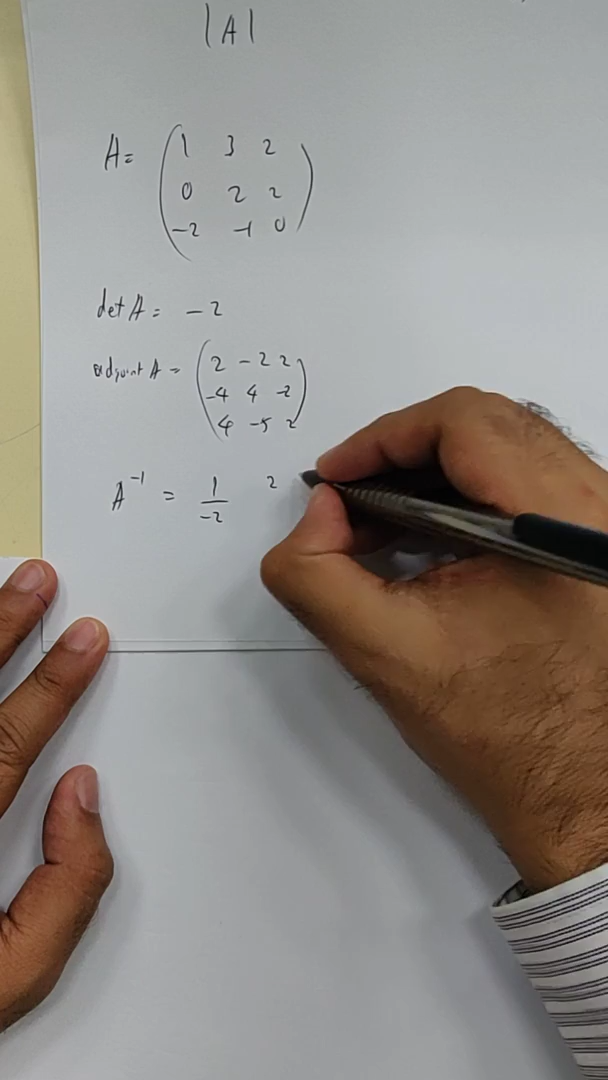 |A|
A = ( 1 3 2
0 2 2
-2 -1 0 )
det A = -2
adjoint A = ( 2 -2 2
-4 4 -2
4 -5 2 )
A⁻¹ = 1/-2 2